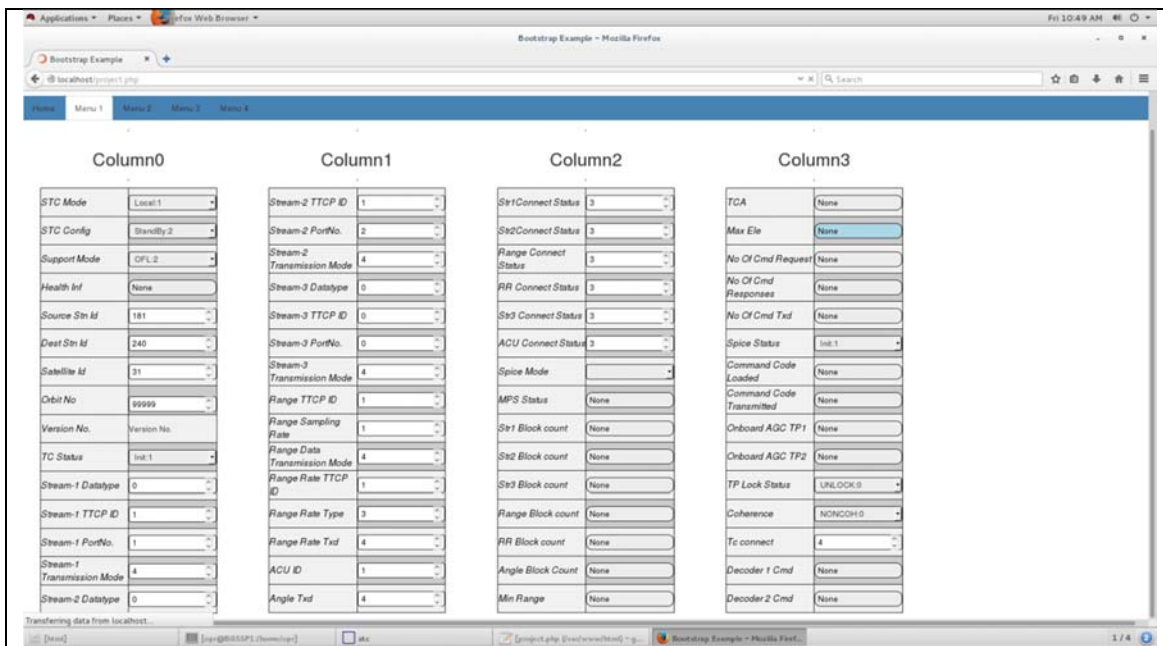 Applications Places efox Web Browser Fri 10:49 AM
Bootstrap Example - Mozilla Firefox
Bootstrap Example
localhost/project.php Search
Home Menu 1 Menu 2 Menu 3 Menu 4
Column0 Column1 Column2 Column3
STC Mode Local:1 Stream-2 TTCP ID 1 Str1Connect Status 3 TCA None
STC Config StandBy:2 Stream-2 PortNo. 2 Str2Connect Status 3 Max Ele None
Support Mode OFL:2 Stream-2 Transmission Mode 4 Range Connect Status 3 No Of Cmd Request None
Health Inf None Stream-3 Datatype 0 RR Connect Status 3 No Of Cmd Responses None
Source Stn Id 181 Stream-3 TTCP ID 0 Str3 Connect Status 3 No Of Cmd Txd None
Dest Stn Id 240 Stream-3 PortNo. 0 ACU Connect Status 3 Spice Status Init:1
Satellite Id 31 Stream-3 Transmission Mode 4 Spice Mode Command Code Loaded None
Orbit No 99999 Range TTCP ID 1 MPS Status None Command Code Transmitted None
Version No. Version No. Range Sampling Rate 1 Str1 Block count None Onboard AGC TP1 None
TC Status Init:1 Range Data Transmission Mode 4 Str2 Block count None Onboard AGC TP2 None
Stream-1 Datatype 0 Range Rate TTCP ID 1 Str3 Block count None TP Lock Status UNLOCK:0
Stream-1 TTCP ID 1 Range Rate Type 3 Range Block count None Coherence NONCOH:0
Stream-1 PortNo. 1 Range Rate Txd 4 RR Block count None Tc connect 4
Stream-1 Transmission Mode 4 ACU ID 1 Angle Block Count None Decoder 1 Cmd None
Stream-2 Datatype 0 Angle Txd 4 Min Range None Decoder 2 Cmd None
Transferring data from localhost...
[html] stc [project.php (/var/www/html) - g... Bootstrap Example - Mozilla Firef... 1 / 4